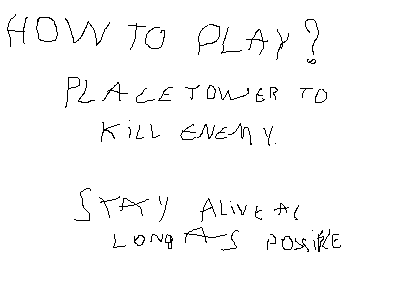 HOW TO PLAY?
PLACE TOWER TO
KILL ENEMY.
STAY ALIVE AS
LONG AS POSSIBLE